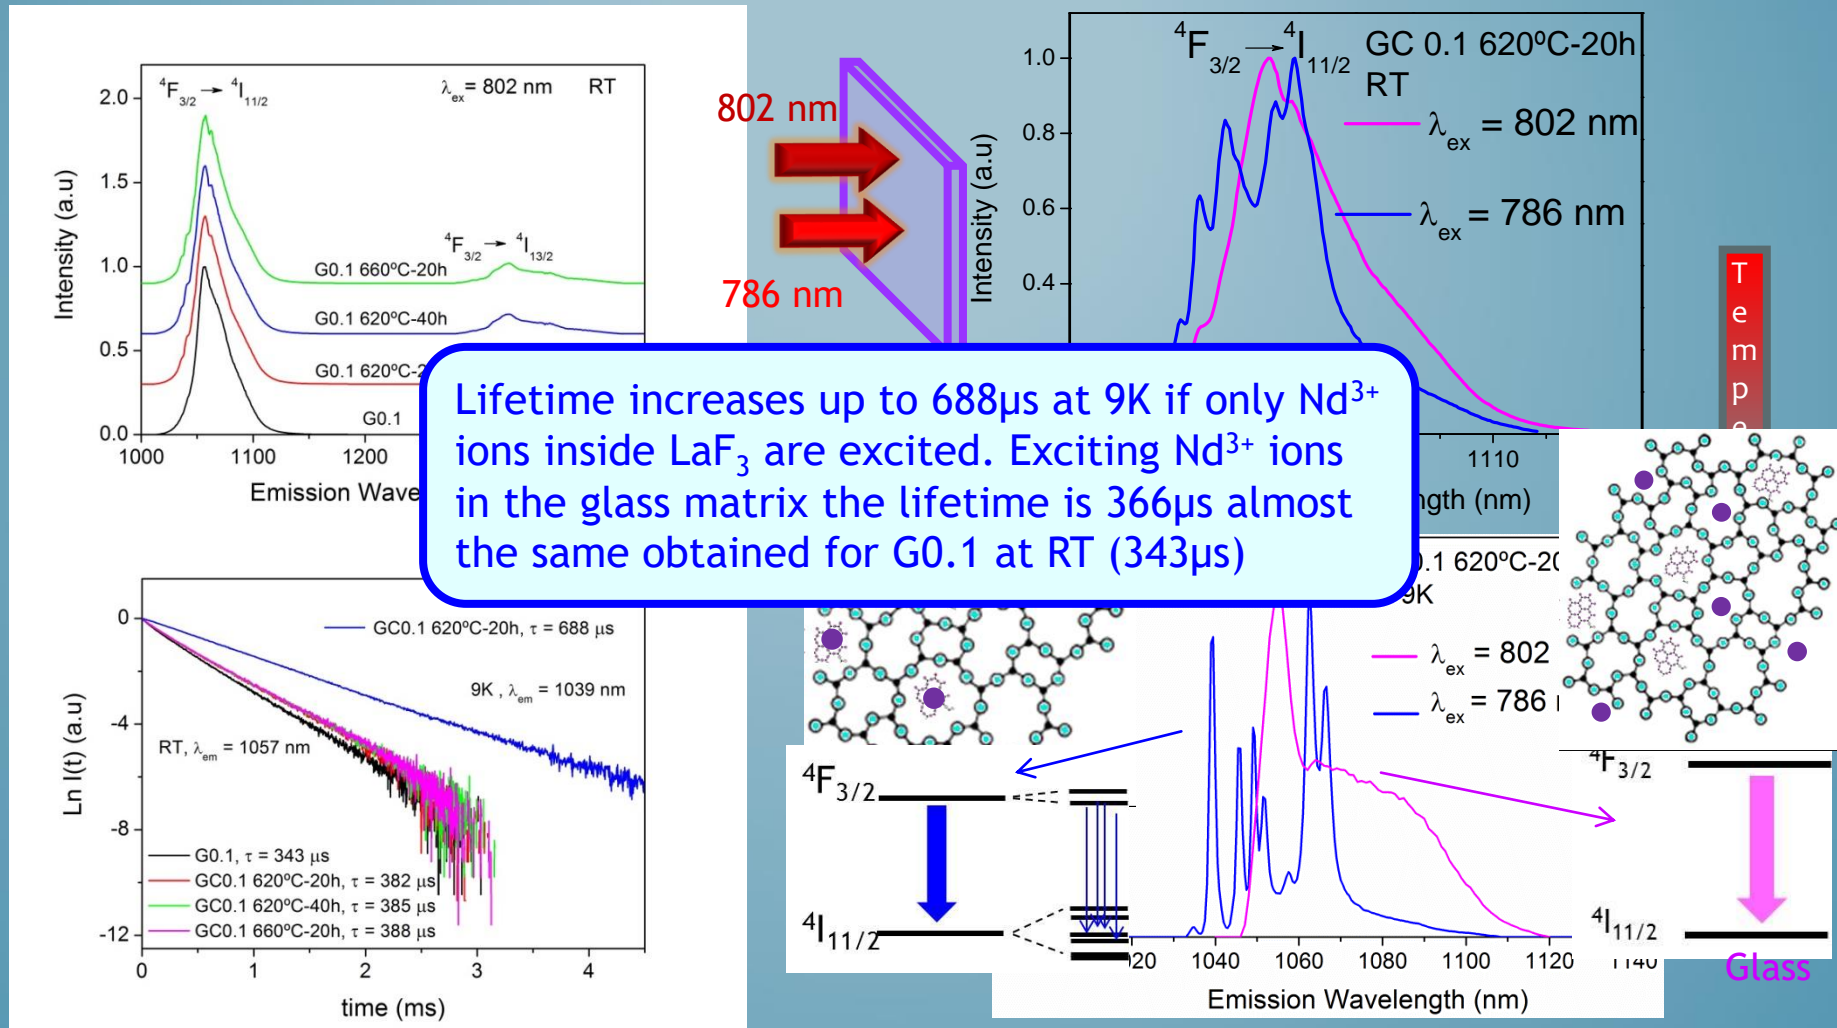 ⁴F₃/₂ → ⁴I₁₁/₂
λex = 802 nm RT
2.0
1.5
1.0
0.5
0.0
Intensity (a.u)
⁴F₃/₂ → ⁴I₁₃/₂
G0.1 660ºC-20h
G0.1 620ºC-40h
G0.1 620ºC-2
G0.1
1000
1100
1200
Emission Wave
802 nm
786 nm
⁴F₃/₂ → ⁴I₁₁/₂
GC 0.1 620ºC-20h
RT
λex = 802 nm
λex = 786 nm
1.0
0.8
0.6
0.4
Intensity (a.u)
1110
ngth (nm)
T
e
m
p
e
Lifetime increases up to 688µs at 9K if only Nd³⁺
ions inside LaF₃ are excited. Exciting Nd³⁺ ions
in the glass matrix the lifetime is 366µs almost
the same obtained for G0.1 at RT (343µs)
0
-4
-8
-12
Ln I(t) (a.u)
GC0.1 620ºC-20h, τ = 688 µs
9K , λem = 1039 nm
RT, λem = 1057 nm
G0.1, τ = 343 µs
GC0.1 620ºC-20h, τ = 382 µs
GC0.1 620ºC-40h, τ = 385 µs
GC0.1 660ºC-20h, τ = 388 µs
0
1
2
3
4
time (ms)
0.1 620ºC-20
9K
λex = 802
λex = 786
⁴F₃/₂
⁴I₁₁/₂
020
1040
1060
1080
1100
1120
1140
Emission Wavelength (nm)
⁴F₃/₂
⁴I₁₁/₂
Glass